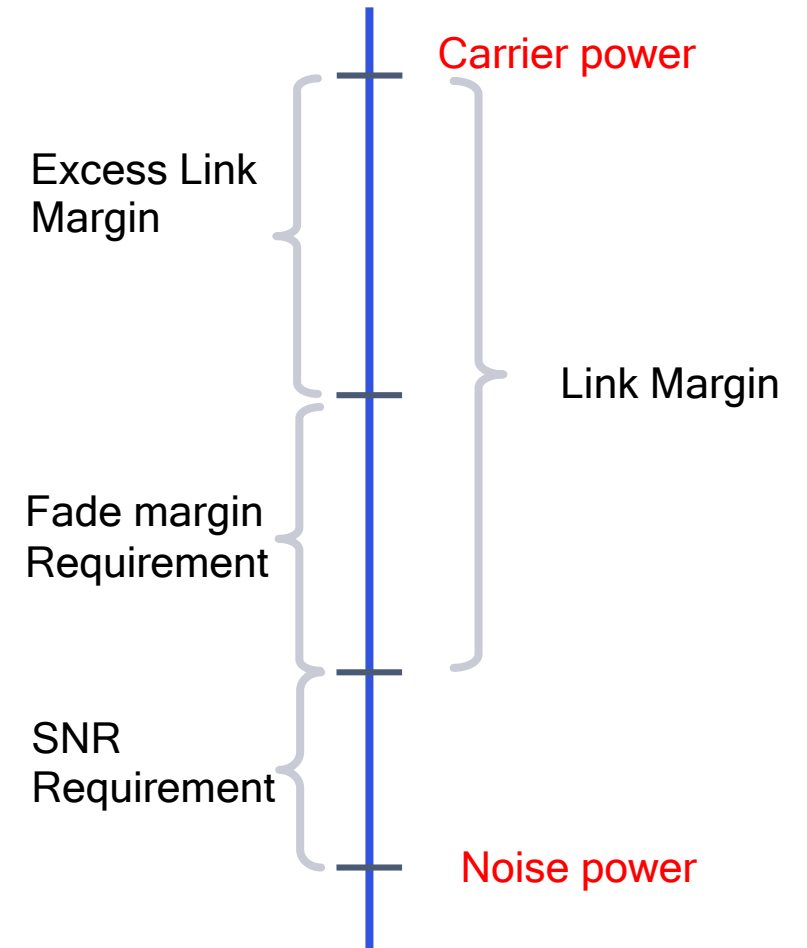 Carrier power
Excess Link
Margin
Link Margin
Fade margin
Requirement
SNR
Requirement
Noise power